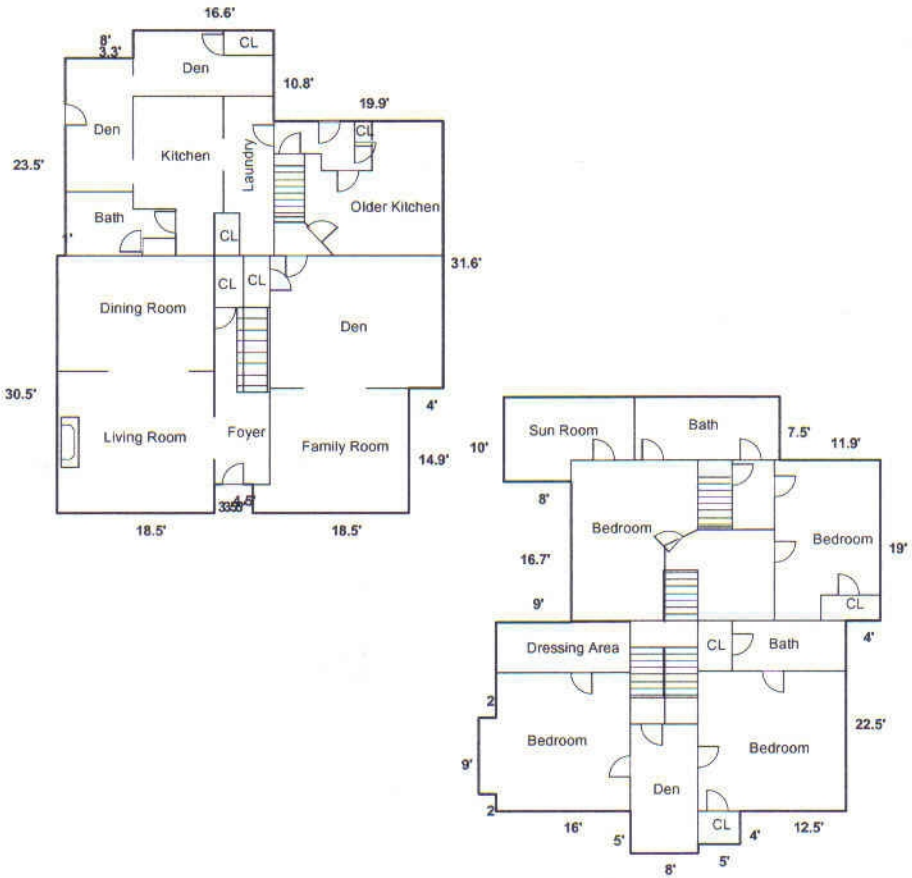 16.6'
8'
3.3'
CL
Den
10.8'
19.9'
CL
Den
Kitchen
Laundry
23.5'
Older Kitchen
Bath
CL
1'
31.6'
CL
CL
Dining Room
Den
30.5'
4'
Living Room
Foyer
Family Room
14.9'
4.5'
18.5'
18.5'
Sun Room
Bath
7.5'
10'
11.9'
8'
Bedroom
Bedroom
19'
16.7'
CL
9'
4'
Dressing Area
CL
Bath
2
22.5'
Bedroom
Bedroom
9'
Den
2
CL
16'
5'
4'
12.5'
5'
8'